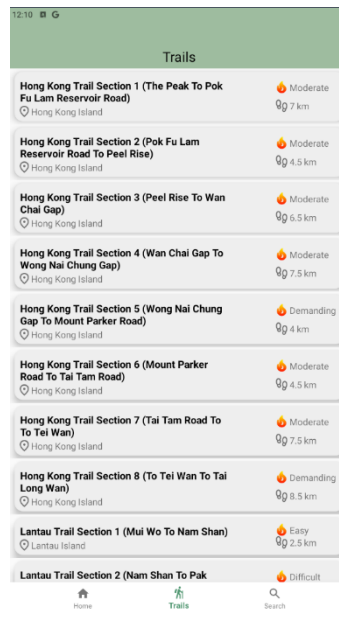 12:10 G
Trails
Hong Kong Trail Section 1 (The Peak To Pok
Fu Lam Reservoir Road)
Hong Kong Island
Moderate
7 km
Hong Kong Trail Section 2 (Pok Fu Lam
Reservoir Road To Peel Rise)
Hong Kong Island
Moderate
4.5 km
Hong Kong Trail Section 3 (Peel Rise To Wan
Chai Gap)
Hong Kong Island
Moderate
6.5 km
Hong Kong Trail Section 4 (Wan Chai Gap To
Wong Nai Chung Gap)
Hong Kong Island
Moderate
7.5 km
Hong Kong Trail Section 5 (Wong Nai Chung
Gap To Mount Parker Road)
Hong Kong Island
Demanding
4 km
Hong Kong Trail Section 6 (Mount Parker
Road To Tai Tam Road)
Hong Kong Island
Moderate
4.5 km
Hong Kong Trail Section 7 (Tai Tam Road To
To Tei Wan)
Hong Kong Island
Moderate
7.5 km
Hong Kong Trail Section 8 (To Tei Wan To Tai
Long Wan)
Hong Kong Island
Demanding
8.5 km
Lantau Trail Section 1 (Mui Wo To Nam Shan)
Lantau Island
Easy
2.5 km
Lantau Trail Section 2 (Nam Shan To Pak
Difficult
Home
Trails
Search